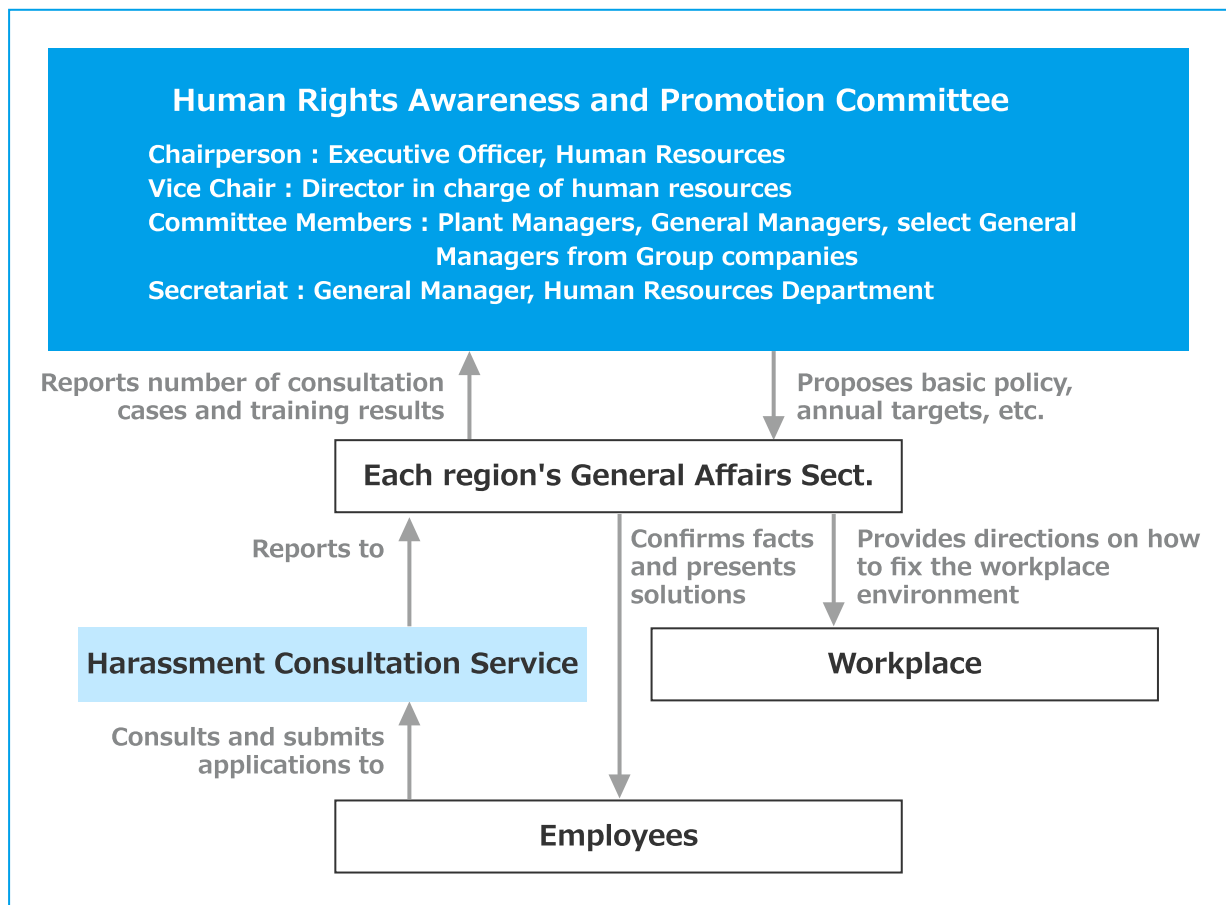 Human Rights Awareness and Promotion Committee
Chairperson : Executive Officer, Human Resources
Vice Chair : Director in charge of human resources
Committee Members : Plant Managers, General Managers, select General
Managers from Group companies
Secretariat : General Manager, Human Resources Department
Reports number of consultation
cases and training results
Proposes basic policy,
annual targets, etc.
Each region's General Affairs Sect.
Reports to
Confirms facts
and presents
solutions
Provides directions on how
to fix the workplace
environment
Harassment Consultation Service
Workplace
Consults and submits
applications to
Employees